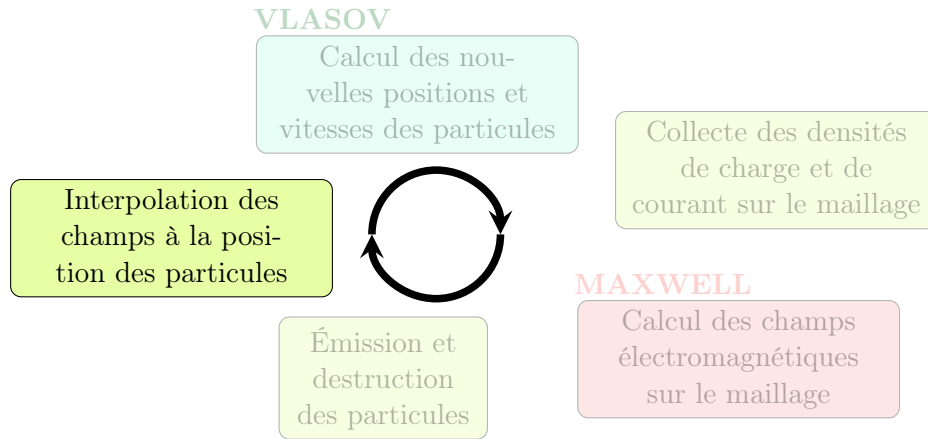 VLASOV
Calcul des nou-
velles positions et
vitesses des particules
Collecte des densités
de charge et de
courant sur le maillage
Interpolation des
champs à la posi-
tion des particules
MAXWELL
Calcul des champs
électromagnétiques
sur le maillage
Émission et
destruction
des particules